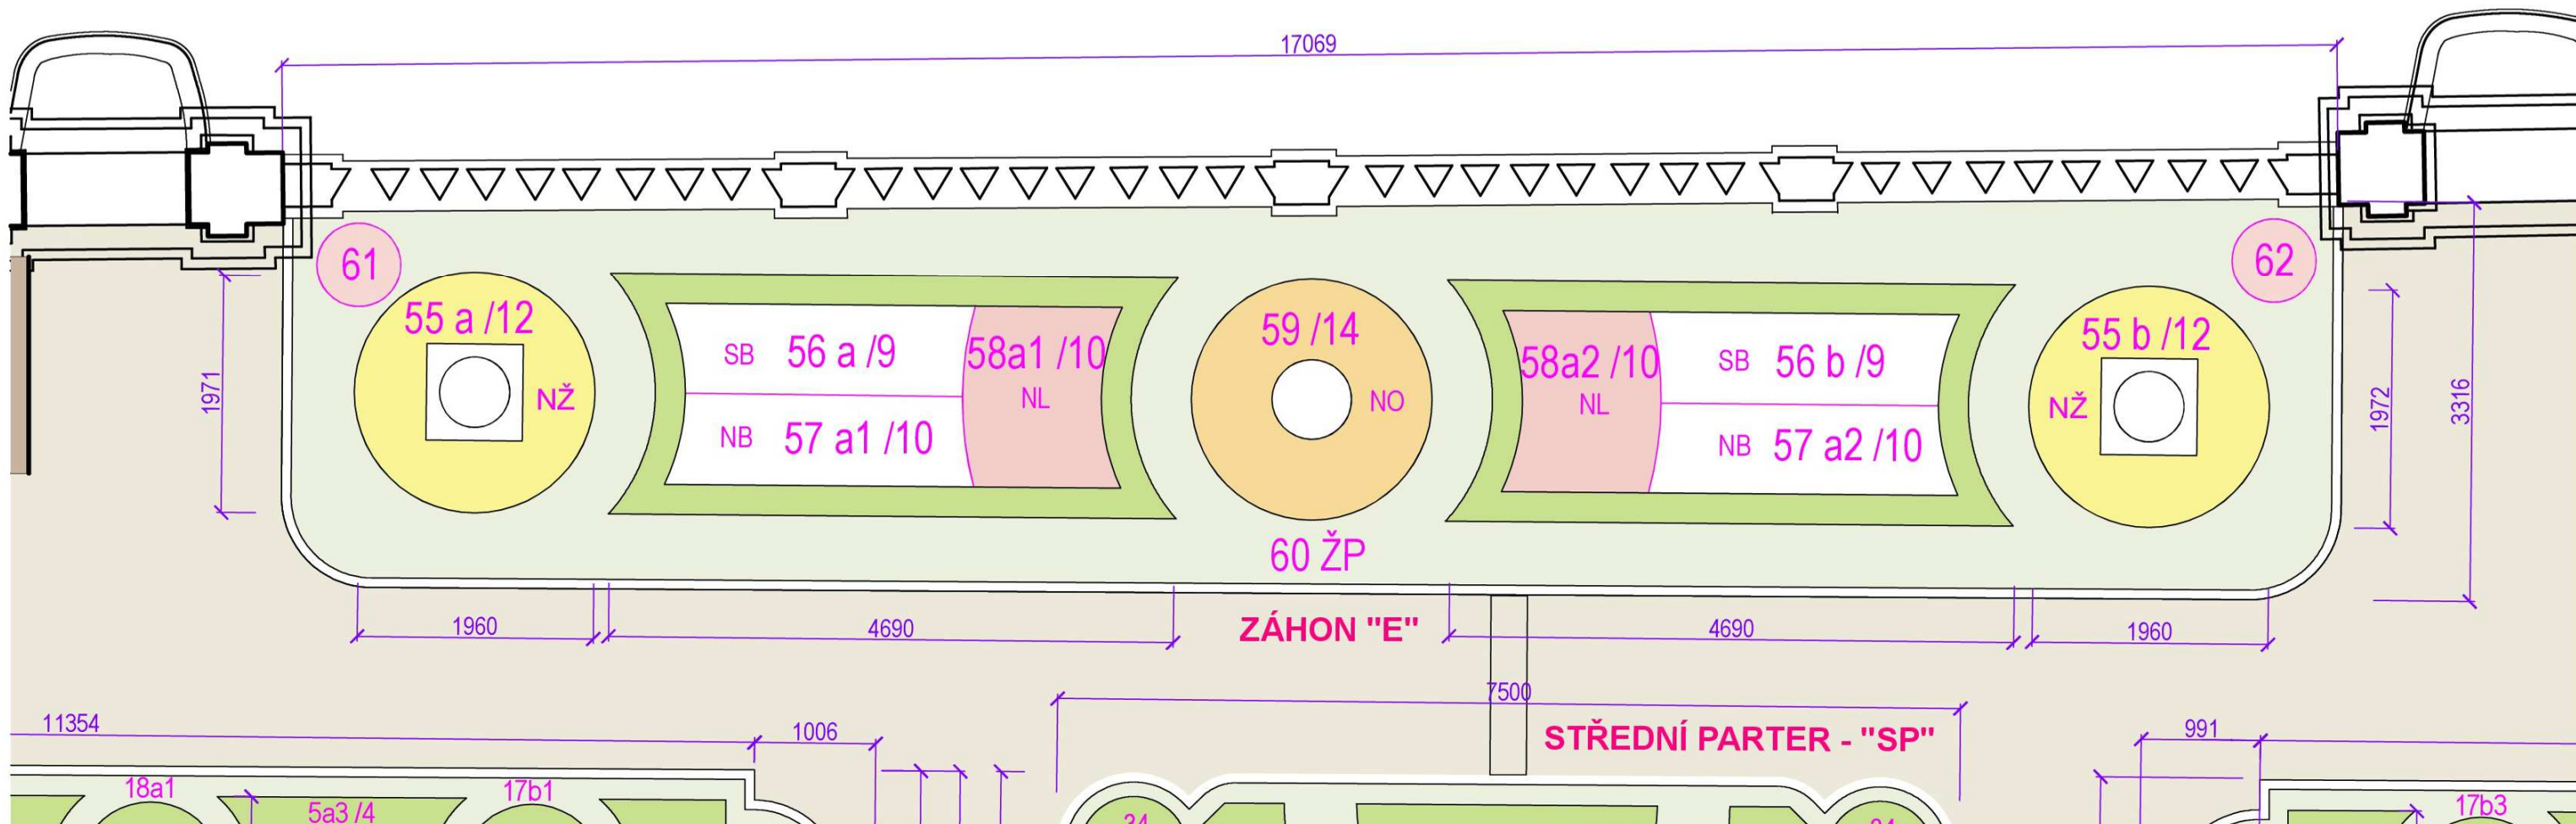 17069
61
62
55 a /12
NŽ
SB 56 a /9
58a1 /10
NL
NB 57 a1 /10
59 /14
NO
58a2 /10
NL
SB 56 b /9
NB 57 a2 /10
55 b /12
NŽ
1971
1972
3316
60 ŽP
1960
4690
ZÁHON "E"
4690
1960
7500
11354
1006
STŘEDNÍ PARTER - "SP"
991
18a1
17b1
5a3 /4
17b3